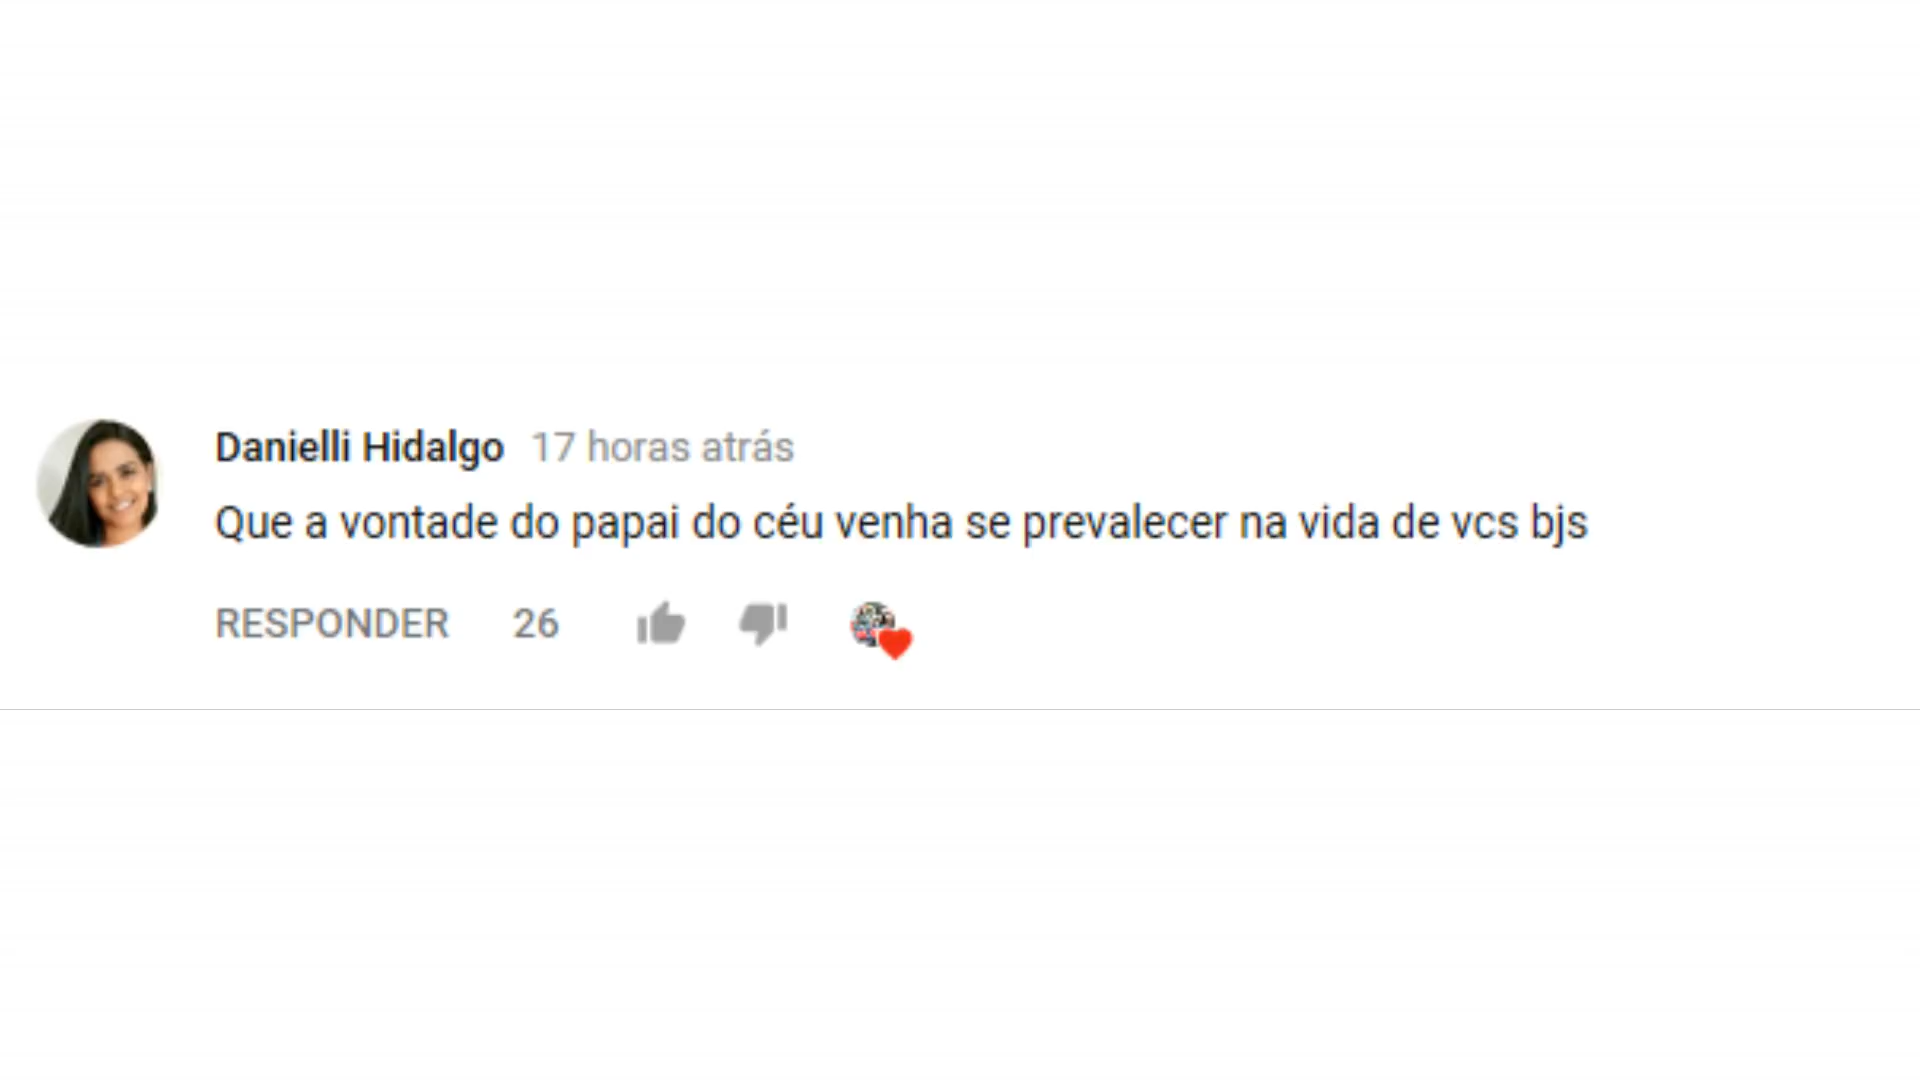 Danielli Hidalgo 17 horas atrás
Que a vontade do papai do céu venha se prevalecer na vida de vcs bjs
RESPONDER 26